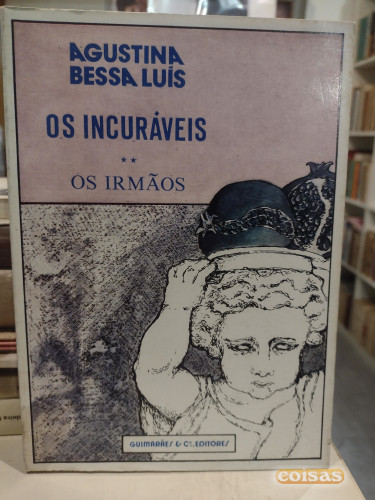 AGUSTINA
BESSA LUÍS
OS INCURÁVEIS
**
OS IRMÃOS
GUIMARÃES & Cª. EDITORES
coisas